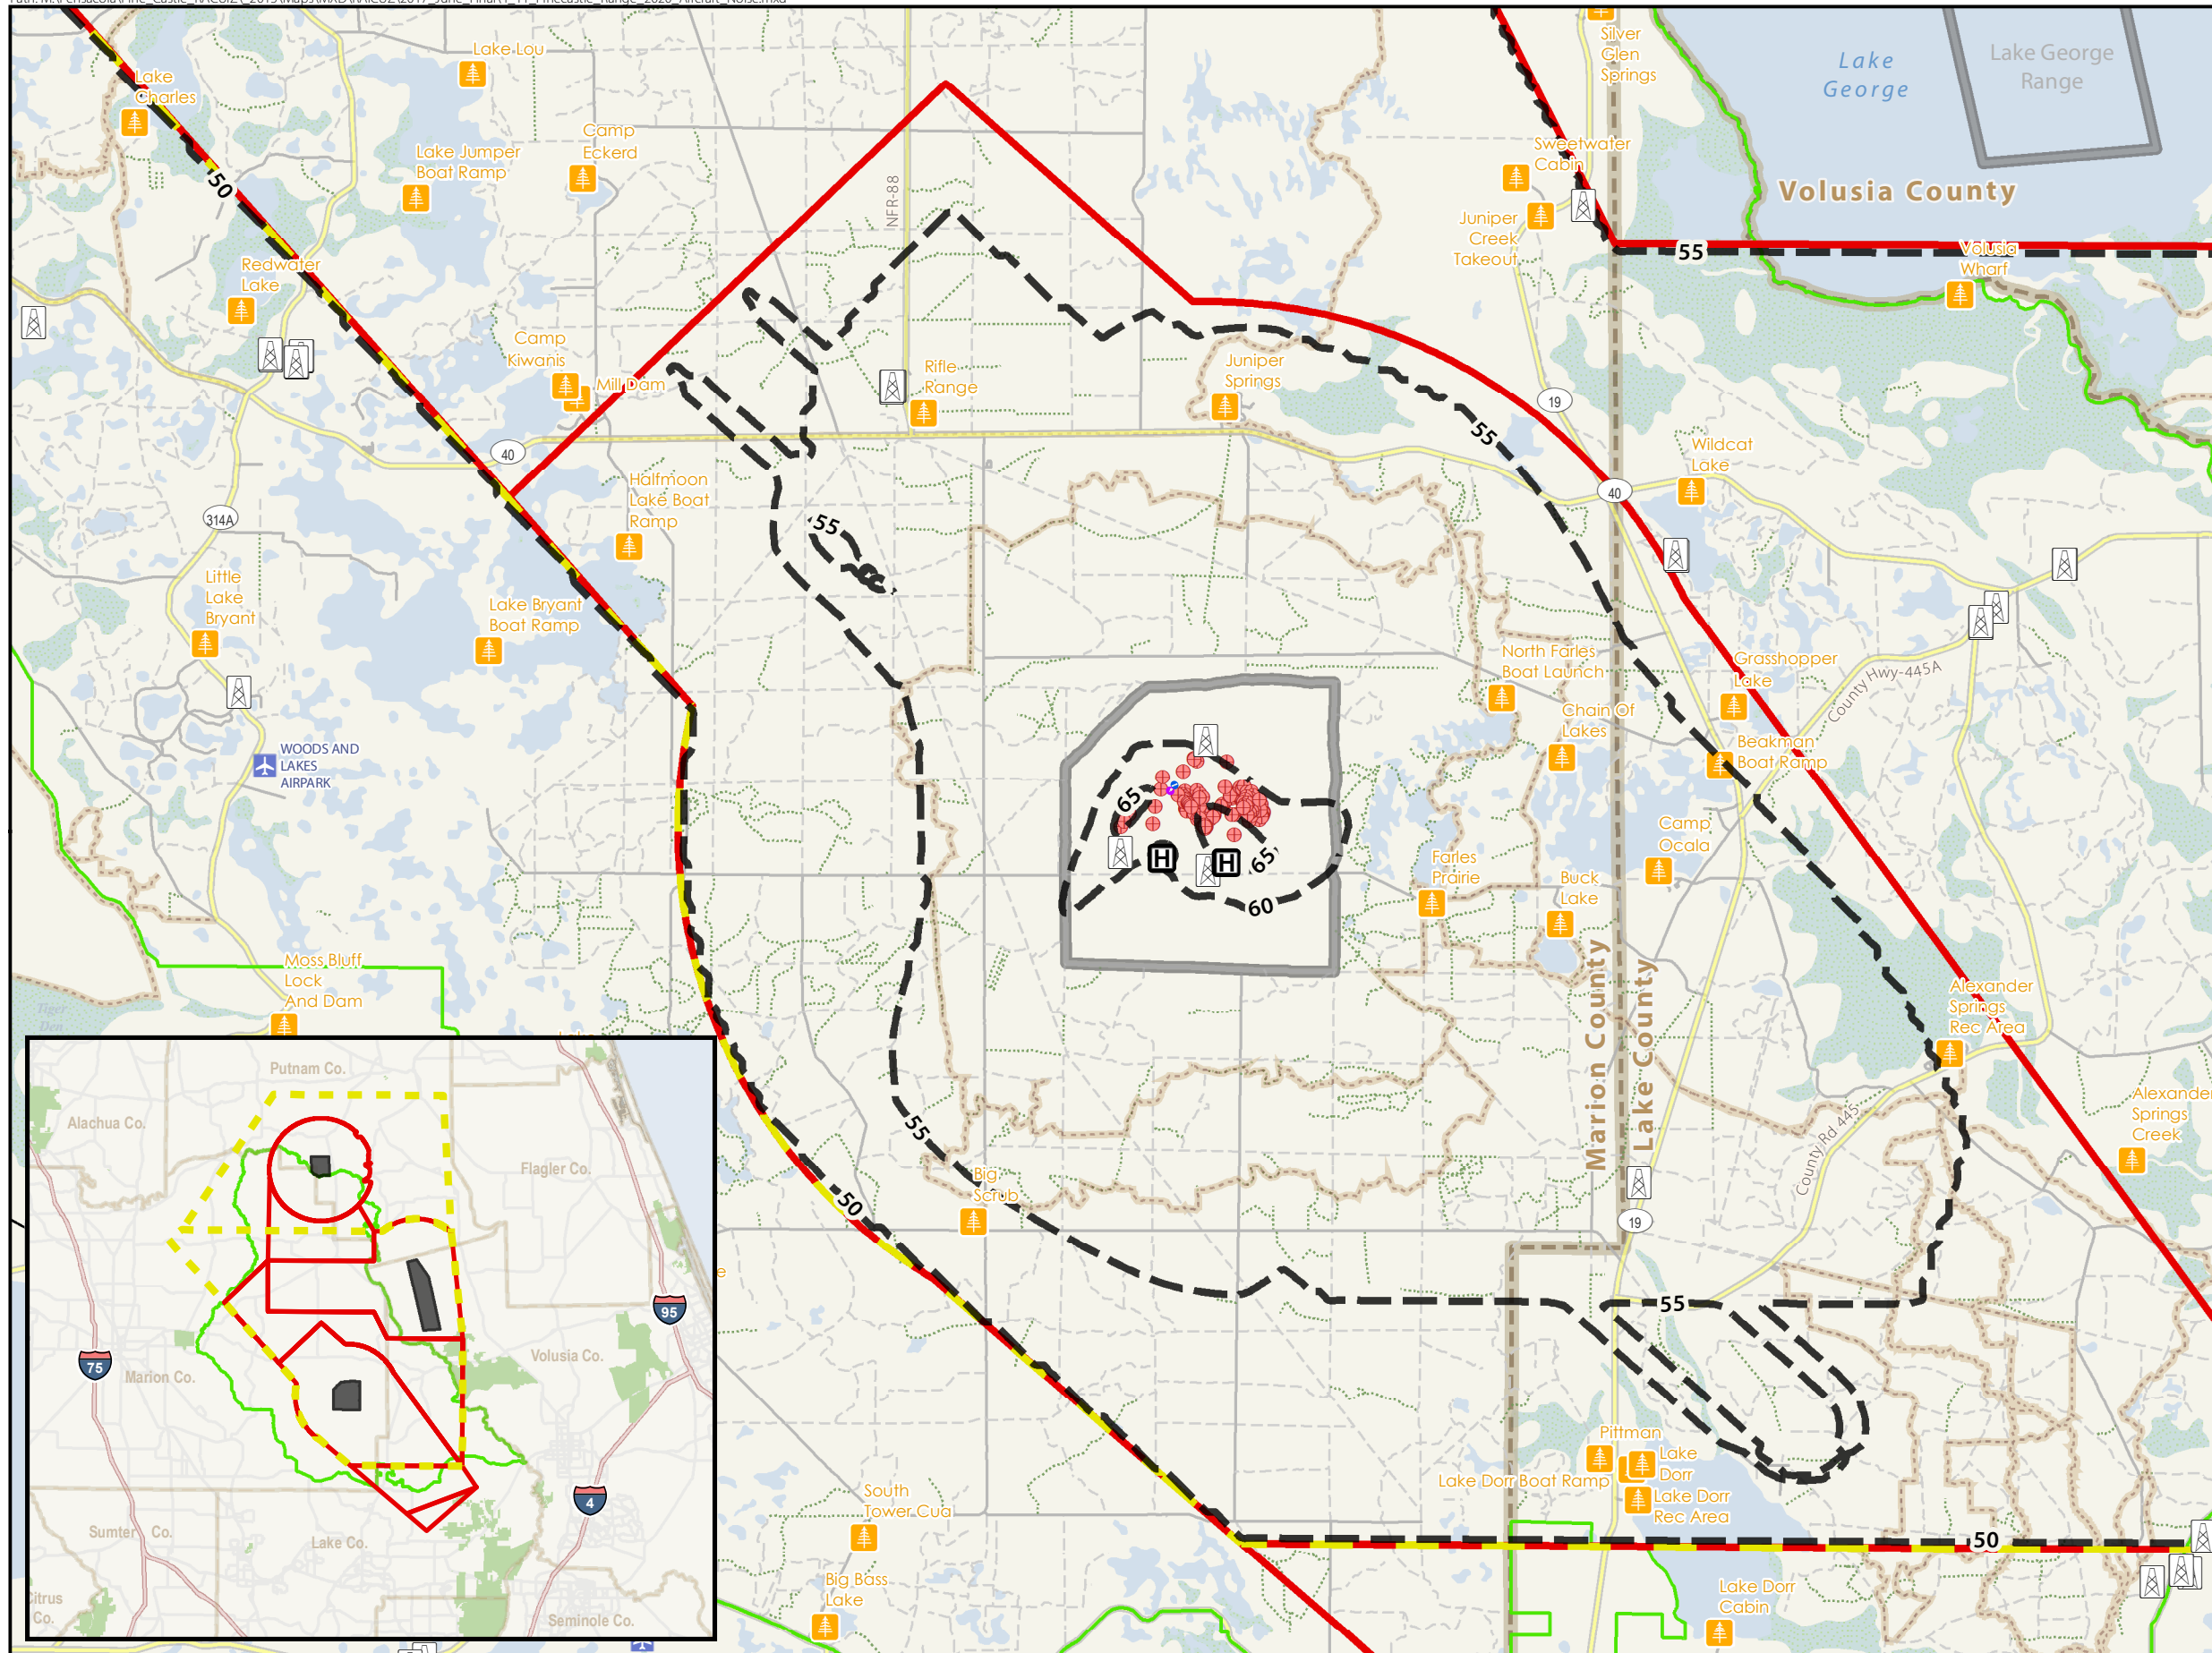 Lake Lou
Silver
Glen
Springs
Lake
George
Lake George
Range
Lake
Charles
Camp
Eckerd
Lake Jumper
Boat Ramp
Sweetwater
Cabin
Volusia County
50
NFR-88
Juniper
Creek
Takeout
55
Volusia
Wharf
Redwater
Lake
Camp
Kiwanis
Mill Dam
Rifle
Range
Juniper
Springs
19
55
40
Wildcat
Lake
40
Halfmoon
Lake Boat
Ramp
314A
55
Little
Lake
Bryant
Lake Bryant
Boat Ramp
North Farles
Boat Launch
Grasshopper
Lake
County Hwy-445A
Chain Of
Lakes
WOODS AND
LAKES
AIRPARK
Beakman
Boat Ramp
65
H
H
65
60
Camp
Ocala
Farles
Prairie
Buck
Lake
Marion County
Lake County
Moss Bluff
Lock
And Dam
Alexander
Springs
Rec Area
Tiger
Den
55
County Rd 445
Alexander
Springs
Creek
Big
Scrub
50
19
55
Pittman
Lake
Dorr
Lake Dorr Boat Ramp
Lake Dorr
Rec Area
South
Tower Cua
50
Big Bass
Lake
Lake Dorr
Cabin
Putnam Co.
Alachua Co.
Flagler Co.
95
Volusia Co.
75
Marion Co.
4
Sumter Co.
Lake Co.
Citrus
Co.
Seminole Co.